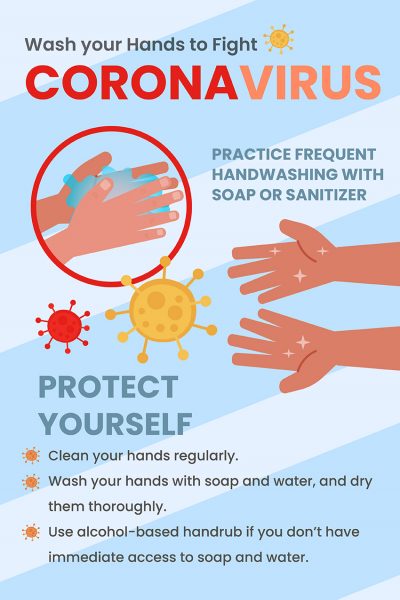 Wash your Hands to Fight
CORONAVIRUS
PRACTICE FREQUENT
HANDWASHING WITH
SOAP OR SANITIZER
PROTECT
YOURSELF
Clean your hands regularly.
Wash your hands with soap and water, and dry
them thoroughly.
Use alcohol-based handrub if you don’t have
immediate access to soap and water.